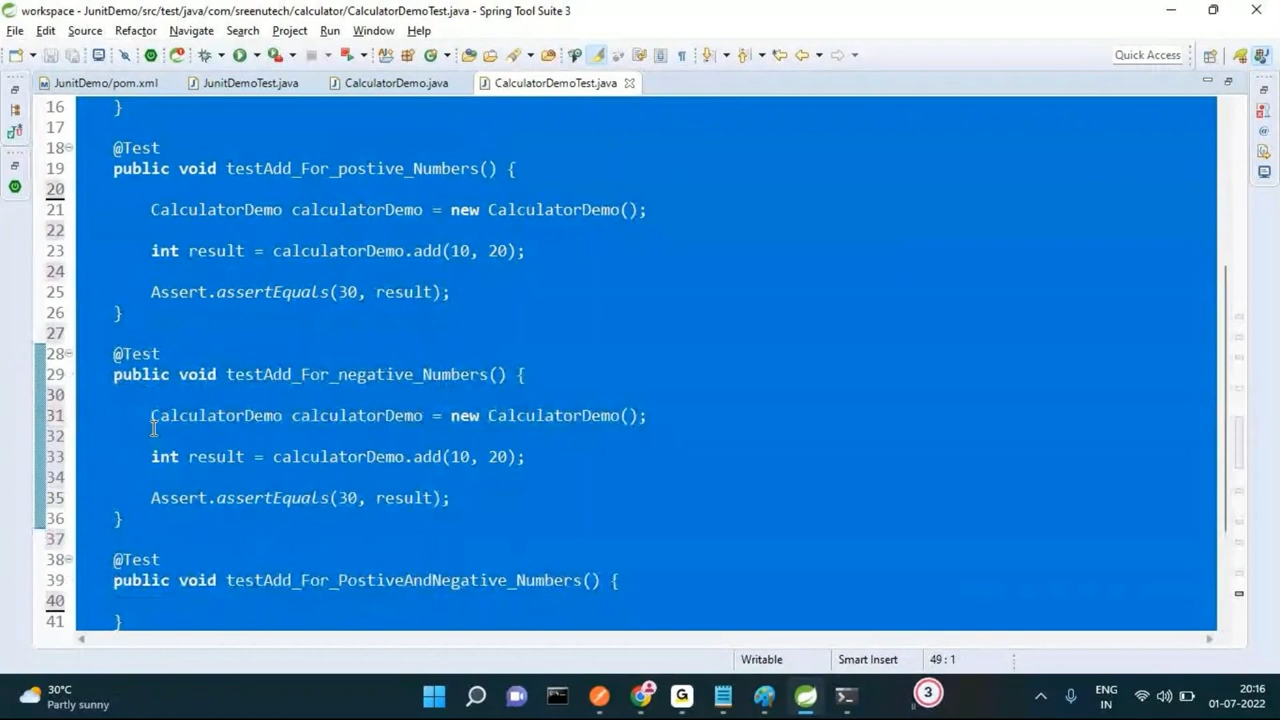 workspace - JunitDemo/src/test/java/com/sreenutech/calculator/CalculatorDemoTest.java - Spring Tool Suite 3
File Edit Source Refactor Navigate Search Project Run Window Help
Quick Access
JunitDemo/pom.xml JunitDemoTest.java CalculatorDemo.java CalculatorDemoTest.java
16 }
17
18 @Test
19 public void testAdd_For_postive_Numbers() {
20
21 CalculatorDemo calculatorDemo = new CalculatorDemo();
22
23 int result = calculatorDemo.add(10, 20);
24
25 Assert.assertEquals(30, result);
26 }
27
28 @Test
29 public void testAdd_For_negative_Numbers() {
30
31 CalculatorDemo calculatorDemo = new CalculatorDemo();
32
33 int result = calculatorDemo.add(10, 20);
34
35 Assert.assertEquals(30, result);
36 }
37
38 @Test
39 public void testAdd_For_PostiveAndNegative_Numbers() {
40
41 }
Writable Smart Insert 49 : 1
30°C
Partly sunny
G
3
ENG
IN
20:16
01-07-2022